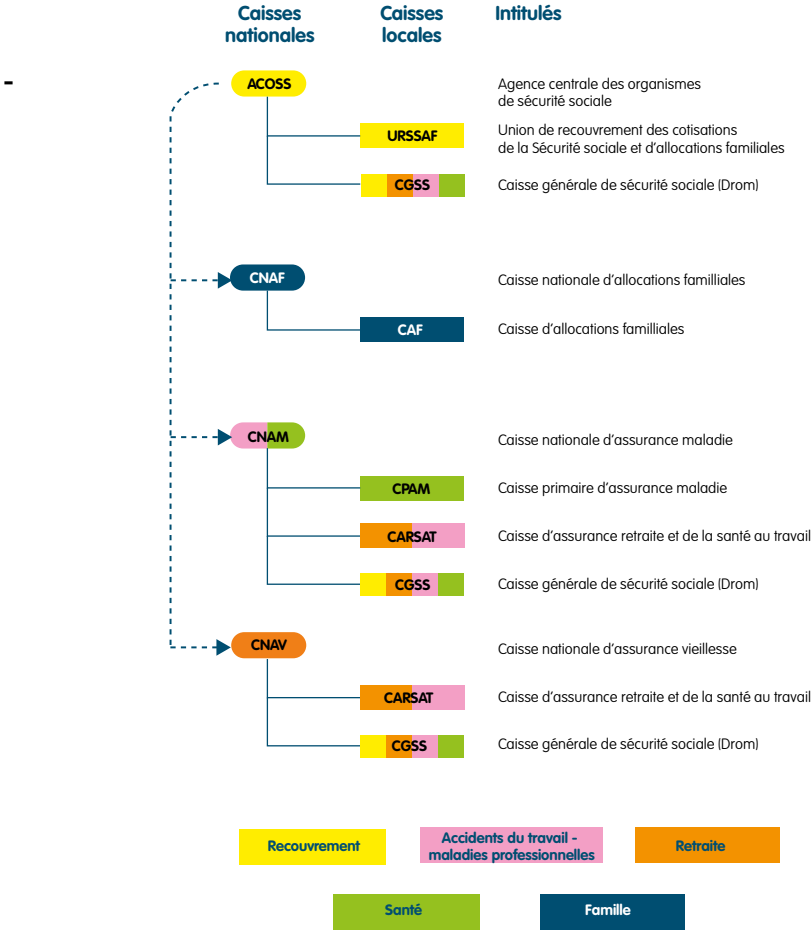 Caisses nationales
Caisses locales
Intitulés
-
ACOSS
Agence centrale des organismes
de sécurité sociale
URSSAF
Union de recouvrement des cotisations
de la Sécurité sociale et d'allocations familiales
CGSS
Caisse générale de sécurité sociale (Drom)
CNAF
Caisse nationale d'allocations familliales
CAF
Caisse d'allocations familliales
CNAM
Caisse nationale d'assurance maladie
CPAM
Caisse primaire d'assurance maladie
CARSAT
Caisse d'assurance retraite et de la santé au travail
CGSS
Caisse générale de sécurité sociale (Drom)
CNAV
Caisse nationale d'assurance vieillesse
CARSAT
Caisse d'assurance retraite et de la santé au travail
CGSS
Caisse générale de sécurité sociale (Drom)
Recouvrement
Accidents du travail -
maladies professionnelles
Retraite
Santé
Famille